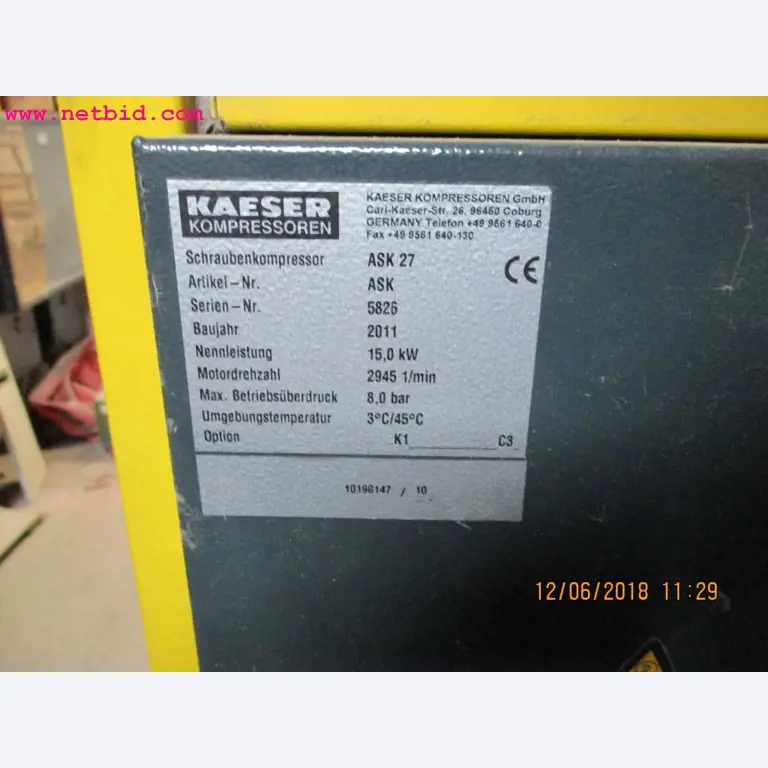 www.netbid.com
KAESER
KOMPRESSOREN
KAESER KOMPRESSOREN GmbH
Carl-Kaeser-Str. 26, 96450 Coburg
GERMANY Telefon +49 9561 640-0
Fax +49 9561 640-130
CE
Schraubenkompressor ASK 27
Artikel-Nr. ASK
Serien-Nr. 5826
Baujahr 2011
Nennleistung 15,0 kW
Motordrehzahl 2945 1/min
Max. Betriebsüberdruck 8,0 bar
Umgebungstemperatur 3°C/45°C
Option K1 C3
10198147 / 10
12/06/2018 11:29